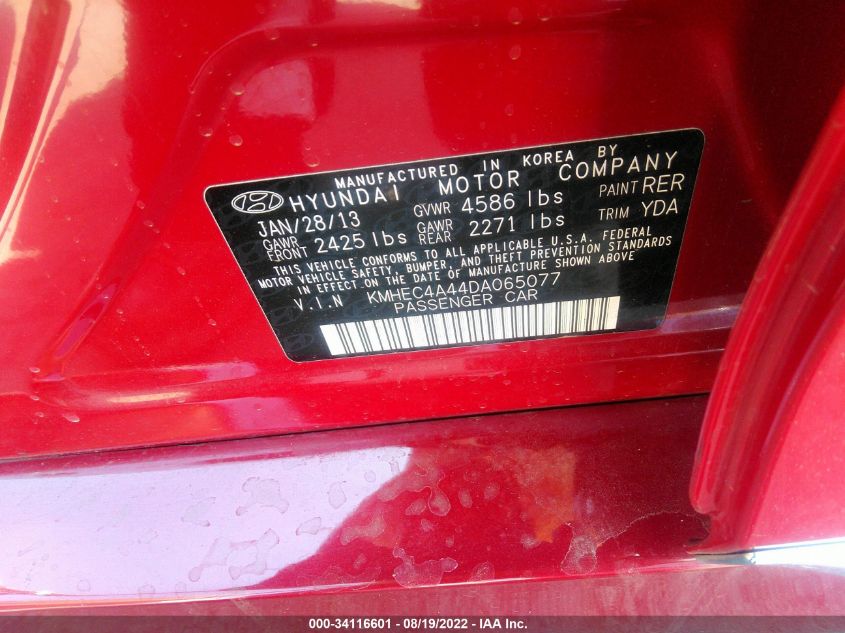 MANUFACTURED IN KOREA BY
HYUNDAI MOTOR COMPANY
JAN/28/13 GVWR 4586 lbs PAINT RER
GAWR FRONT 2425 lbs GAWR REAR 2271 lbs TRIM YDA
THIS VEHICLE CONFORMS TO ALL APPLICABLE U.S.A. FEDERAL
MOTOR VEHICLE SAFETY, BUMPER, AND THEFT PREVENTION STANDARDS
IN EFFECT ON THE DATE OF MANUFACTURE SHOWN ABOVE
V.I.N KMHEC4A44DA065077
PASSENGER CAR
000-34116601 - 08/19/2022 - IAA Inc.